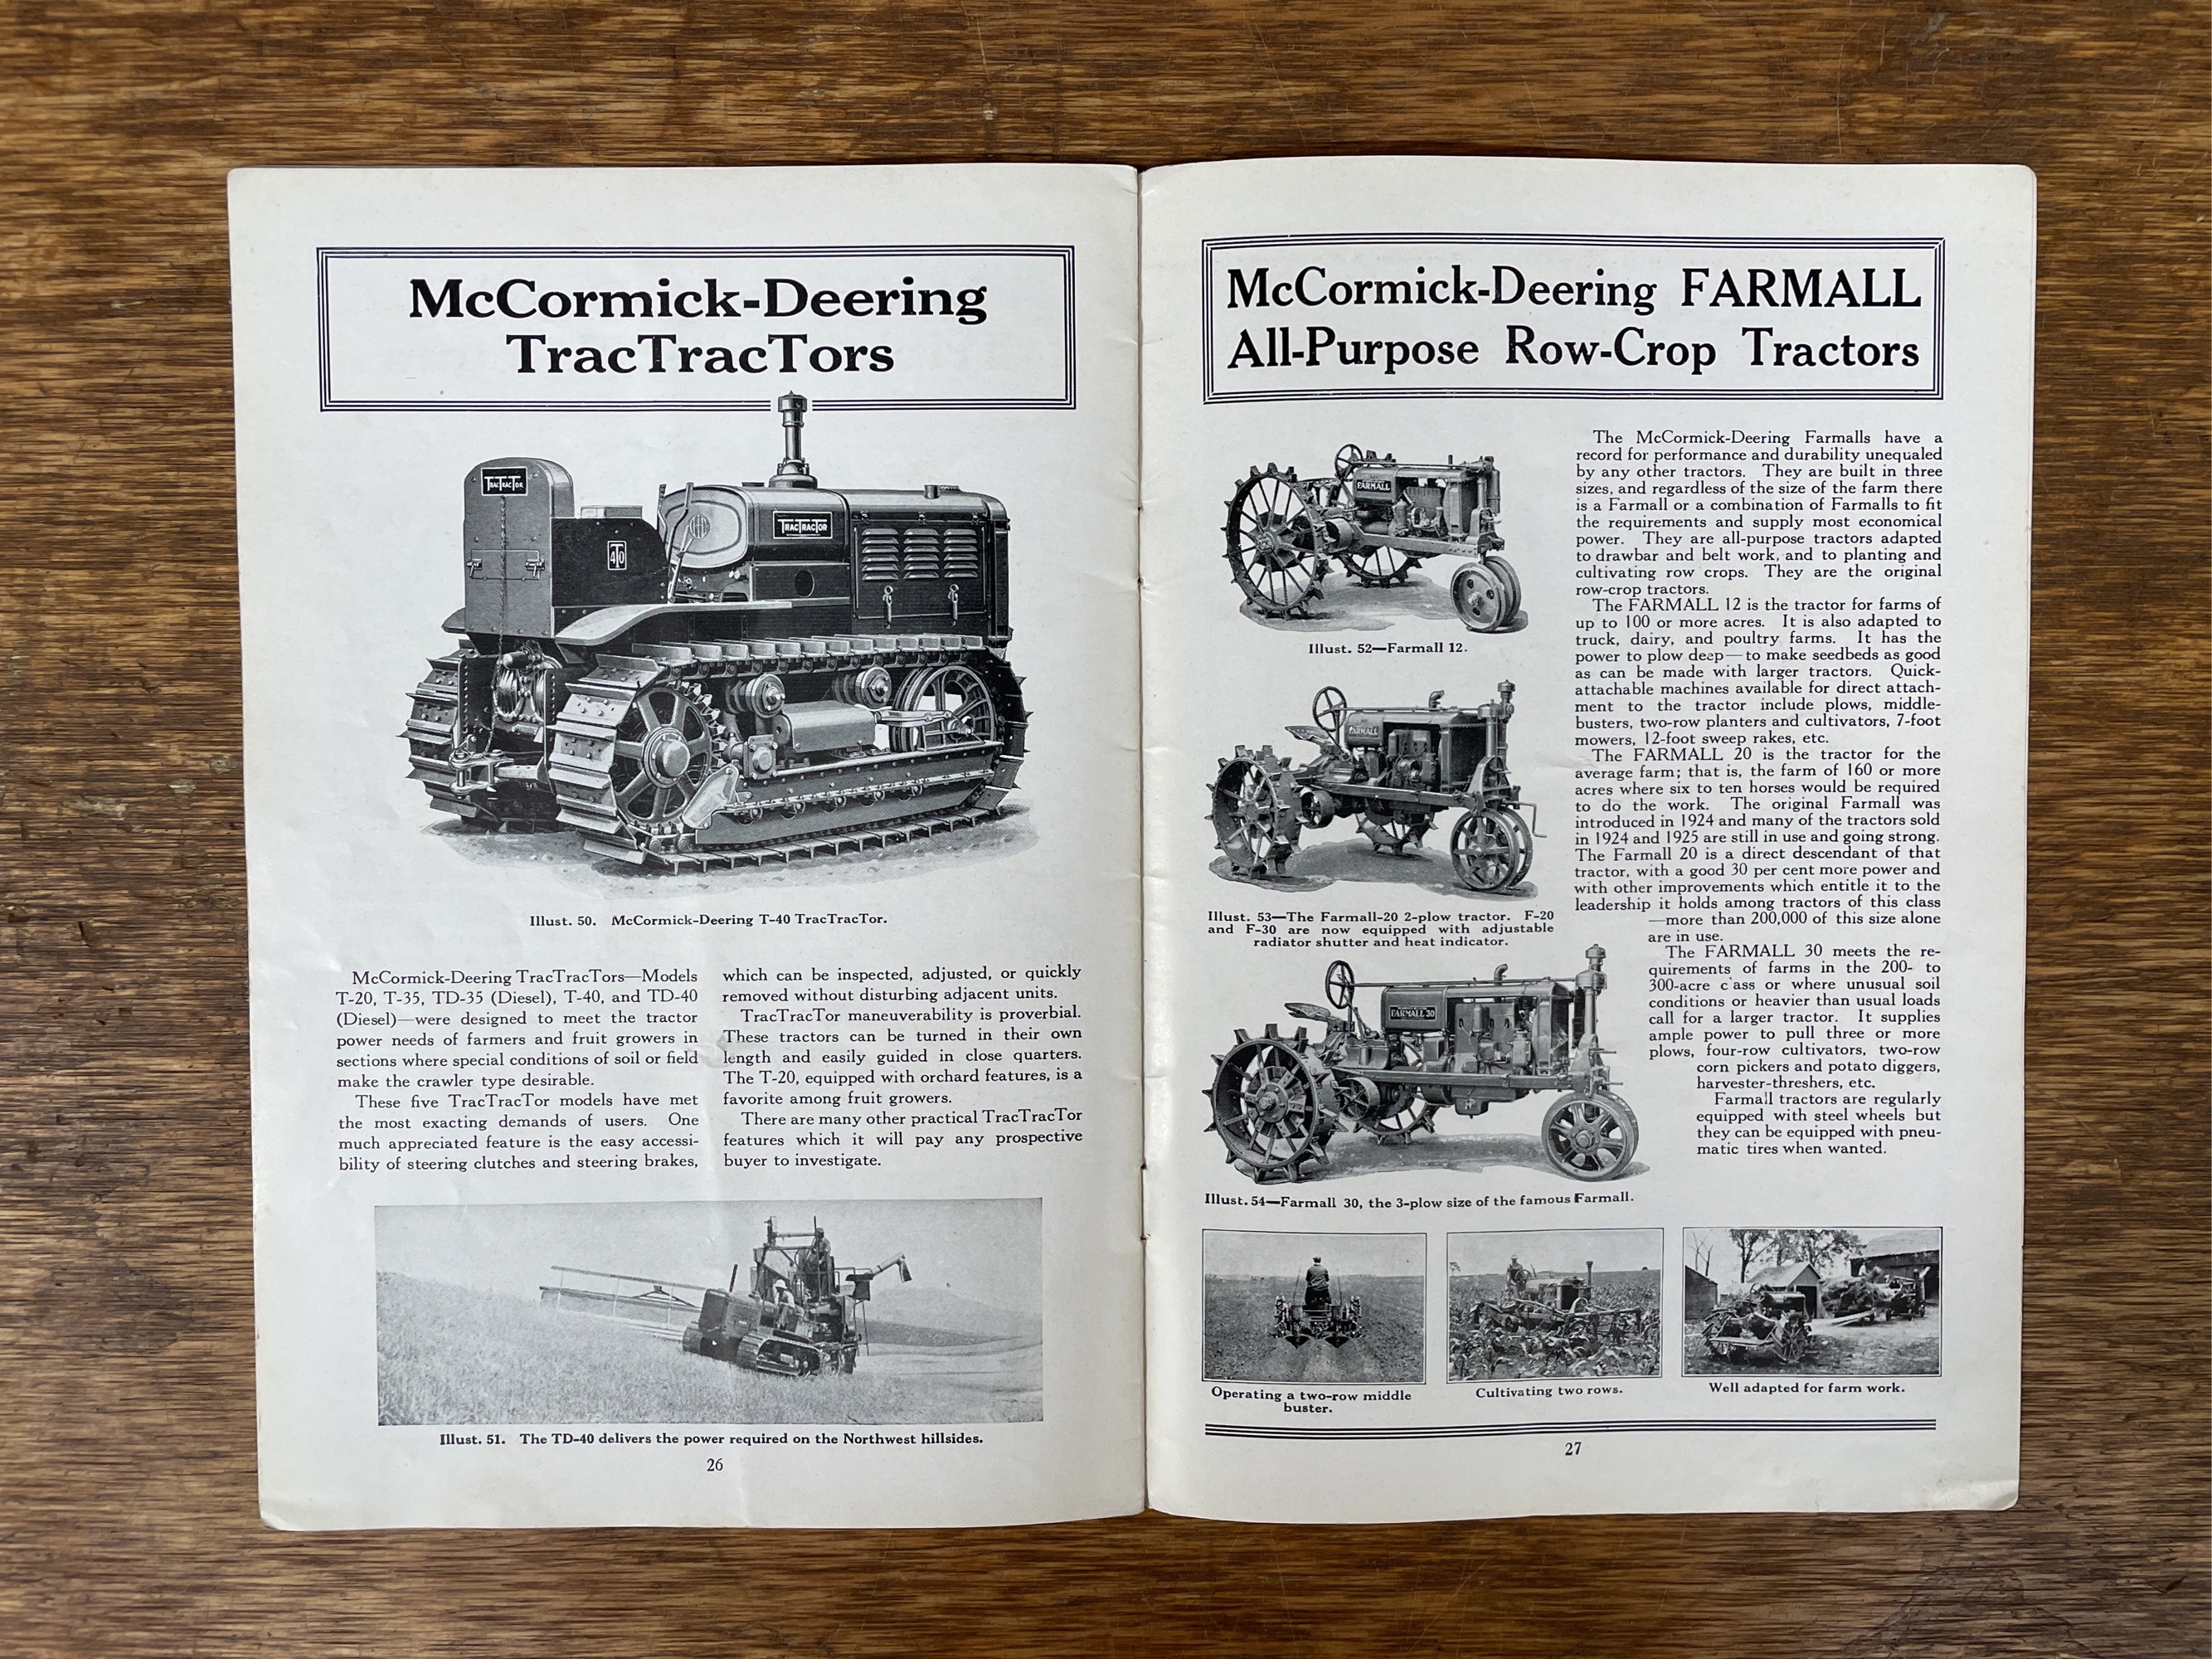 McCormick-Deering
TracTracTors
TracTracTor
TracTracTor
T
40
Illust. 50. McCormick-Deering T-40 TracTracTor.
McCormick-Deering TracTracTors—Models
T-20, T-35, TD-35 (Diesel), T-40, and TD-40
(Diesel)—were designed to meet the tractor
power needs of farmers and fruit growers in
sections where special conditions of soil or field
make the crawler type desirable.
These five TracTracTor models have met
the most exacting demands of users. One
much appreciated feature is the easy accessi-
bility of steering clutches and steering brakes,
which can be inspected, adjusted, or quickly
removed without disturbing adjacent units.
TracTracTor maneuverability is proverbial.
These tractors can be turned in their own
length and easily guided in close quarters.
The T-20, equipped with orchard features, is a
favorite among fruit growers.
There are many other practical TracTracTor
features which it will pay any prospective
buyer to investigate.
Illust. 51. The TD-40 delivers the power required on the Northwest hillsides.
26
McCormick-Deering FARMALL
All-Purpose Row-Crop Tractors
FARMALL
Illust. 52—Farmall 12.
FARMALL
Illust. 53—The Farmall-20 2-plow tractor. F-20
and F-30 are now equipped with adjustable
radiator shutter and heat indicator.
FARMALL 30
Illust. 54—Farmall 30, the 3-plow size of the famous Farmall.
The McCormick-Deering Farmalls have a
record for performance and durability unequaled
by any other tractors. They are built in three
sizes, and regardless of the size of the farm there
is a Farmall or a combination of Farmalls to fit
the requirements and supply most economical
power. They are all-purpose tractors adapted
to drawbar and belt work, and to planting and
cultivating row crops. They are the original
row-crop tractors.
The FARMALL 12 is the tractor for farms of
up to 100 or more acres. It is also adapted to
truck, dairy, and poultry farms. It has the
power to plow deep—to make seedbeds as good
as can be made with larger tractors. Quick-
attachable machines available for direct attach-
ment to the tractor include plows, middle-
busters, two-row planters and cultivators, 7-foot
mowers, 12-foot sweep rakes, etc.
The FARMALL 20 is the tractor for the
average farm; that is, the farm of 160 or more
acres where six to ten horses would be required
to do the work. The original Farmall was
introduced in 1924 and many of the tractors sold
in 1924 and 1925 are still in use and going strong.
The Farmall 20 is a direct descendant of that
tractor, with a good 30 per cent more power and
with other improvements which entitle it to the
leadership it holds among tractors of this class
—more than 200,000 of this size alone
are in use.
The FARMALL 30 meets the re-
quirements of farms in the 200- to
300-acre c ass or where unusual soil
conditions or heavier than usual loads
call for a larger tractor. It supplies
ample power to pull three or more
plows, four-row cultivators, two-row
corn pickers and potato diggers,
harvester-threshers, etc.
Farmall tractors are regularly
equipped with steel wheels but
they can be equipped with pneu-
matic tires when wanted.
Operating a two-row middle
buster.
Cultivating two rows.
Well adapted for farm work.
27